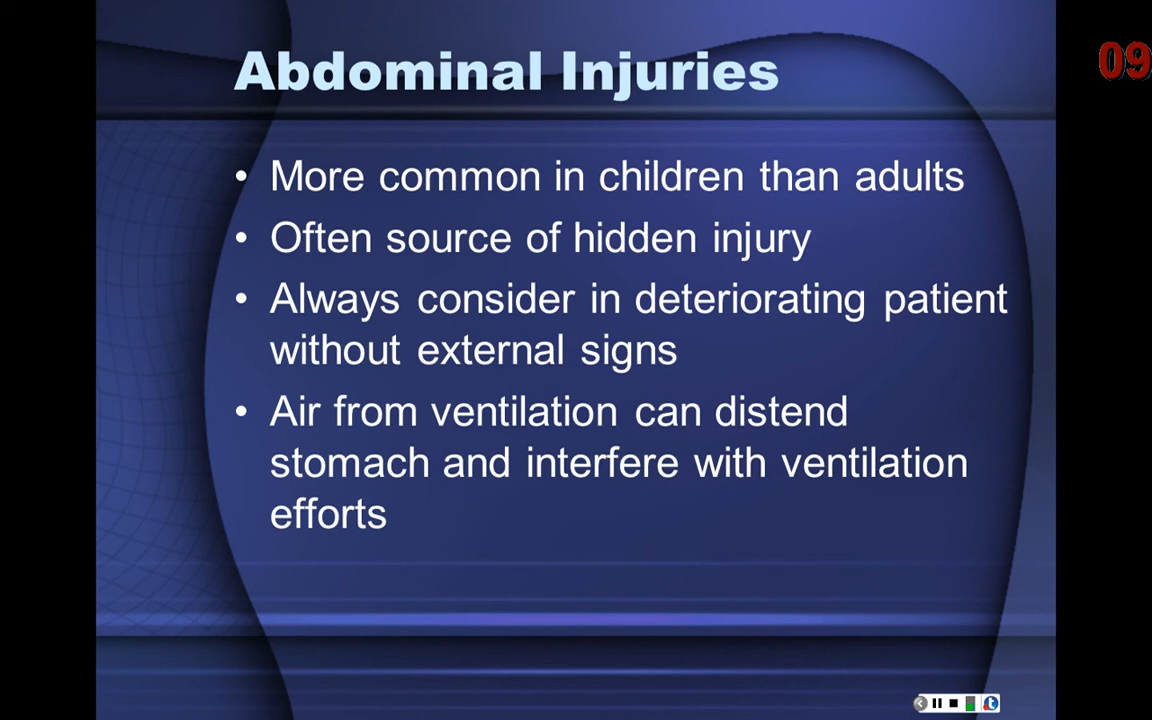 Abdominal Injuries
09
• More common in children than adults
• Often source of hidden injury
• Always consider in deteriorating patient
without external signs
• Air from ventilation can distend
stomach and interfere with ventilation
efforts